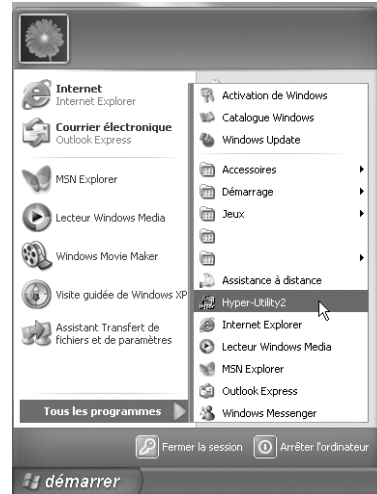 Internet
Internet Explorer
Courrier électronique
Outlook Express
MSN Explorer
Lecteur Windows Media
Windows Movie Maker
Visite guidée de Windows XP
Assistant Transfert de
fichiers et de paramètres
Tous les programmes
Activation de Windows
Catalogue Windows
Windows Update
Accessoires
Démarrage
Jeux
Assistance à distance
Hyper-Utility2
Internet Explorer
Lecteur Windows Media
MSN Explorer
Outlook Express
Windows Messenger
Fermer la session
Arrêter l'ordinateur
démarrer